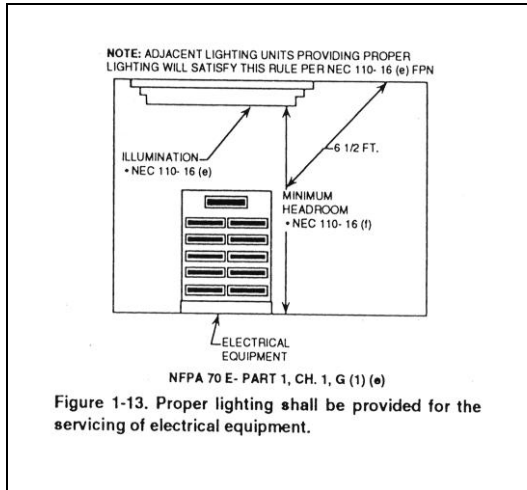 NOTE: ADJACENT LIGHTING UNITS PROVIDING PROPER
LIGHTING WILL SATISFY THIS RULE PER NEC 110- 16 (e) FPN
6 1/2 FT.
ILLUMINATION
• NEC 110- 16 (e)
MINIMUM
HEADROOM
• NEC 110- 16 (f)
ELECTRICAL
EQUIPMENT
NFPA 70 E- PART 1, CH. 1, G (1) (e)
Figure 1-13. Proper lighting shall be provided for the
servicing of electrical equipment.